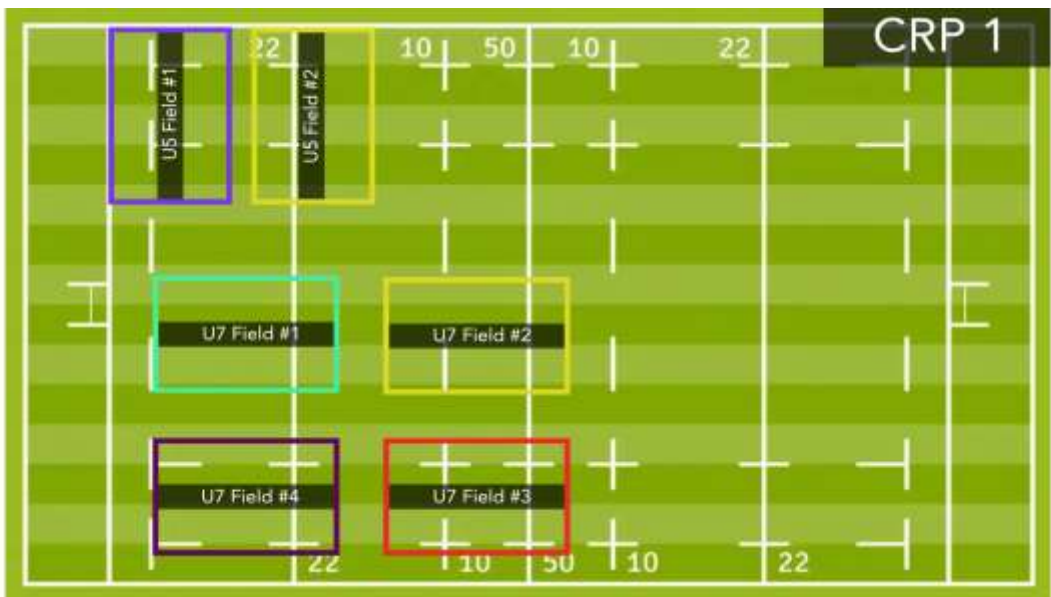 CRP 1
22 10 50 10 22
U5 Field #1
U5 Field #2
U7 Field #1
U7 Field #2
U7 Field #4
U7 Field #3
22 10 50 10 22